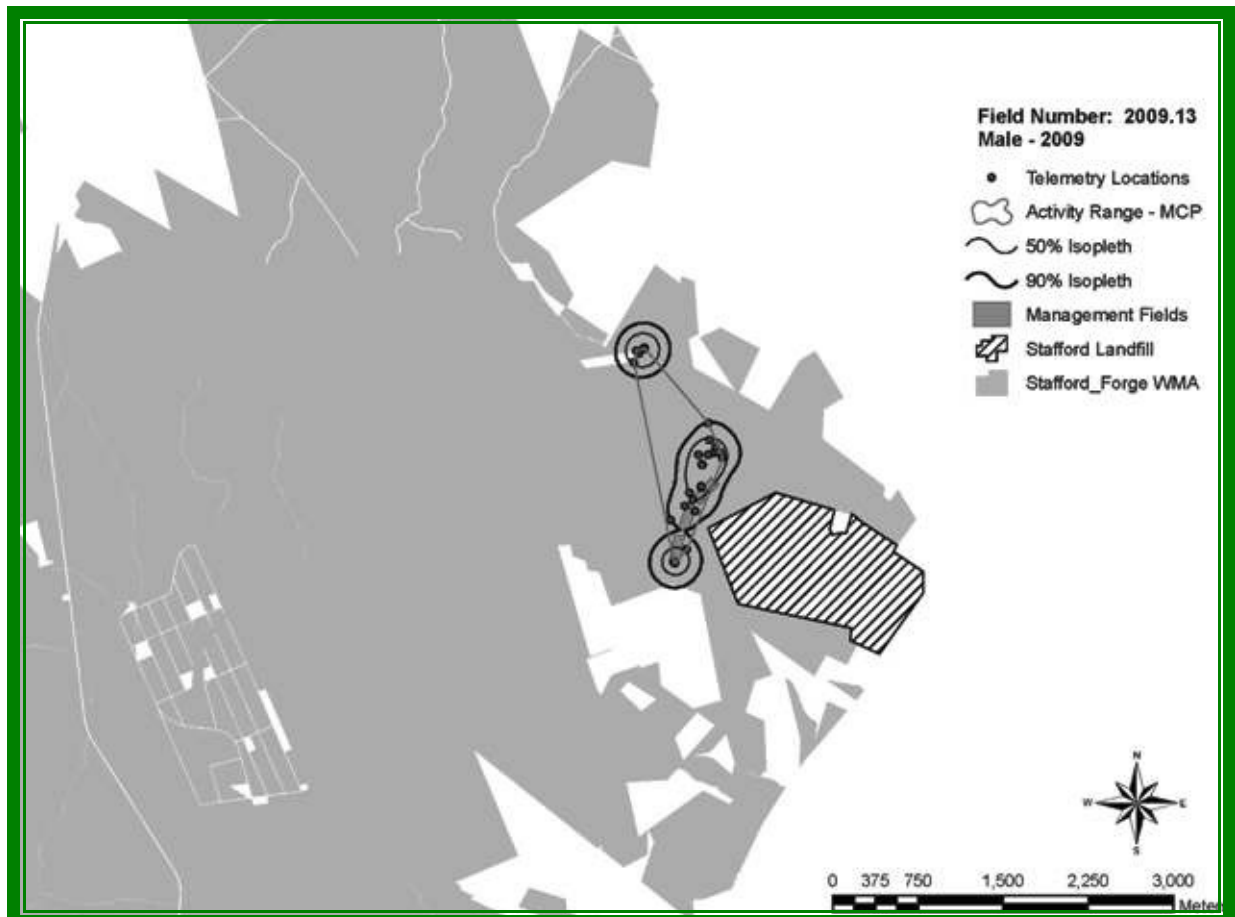 Field Number: 2009.13
Male - 2009
Telemetry Locations
Activity Range - MCP
50% Isopleth
90% Isopleth
Management Fields
Stafford Landfill
Stafford_Forge WMA
N
W E
S
0 375 750 1,500 2,250 3,000
Meters